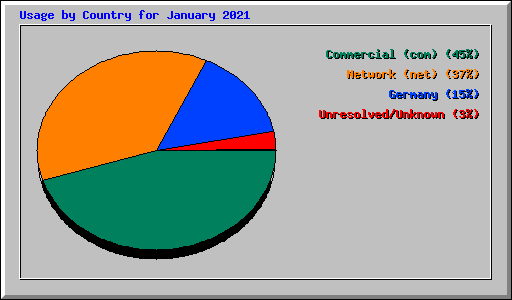 Usage by Country for January 2021
Commercial (com) (45%)
Network (net) (37%)
Germany (15%)
Unresolved/Unknown (3%)